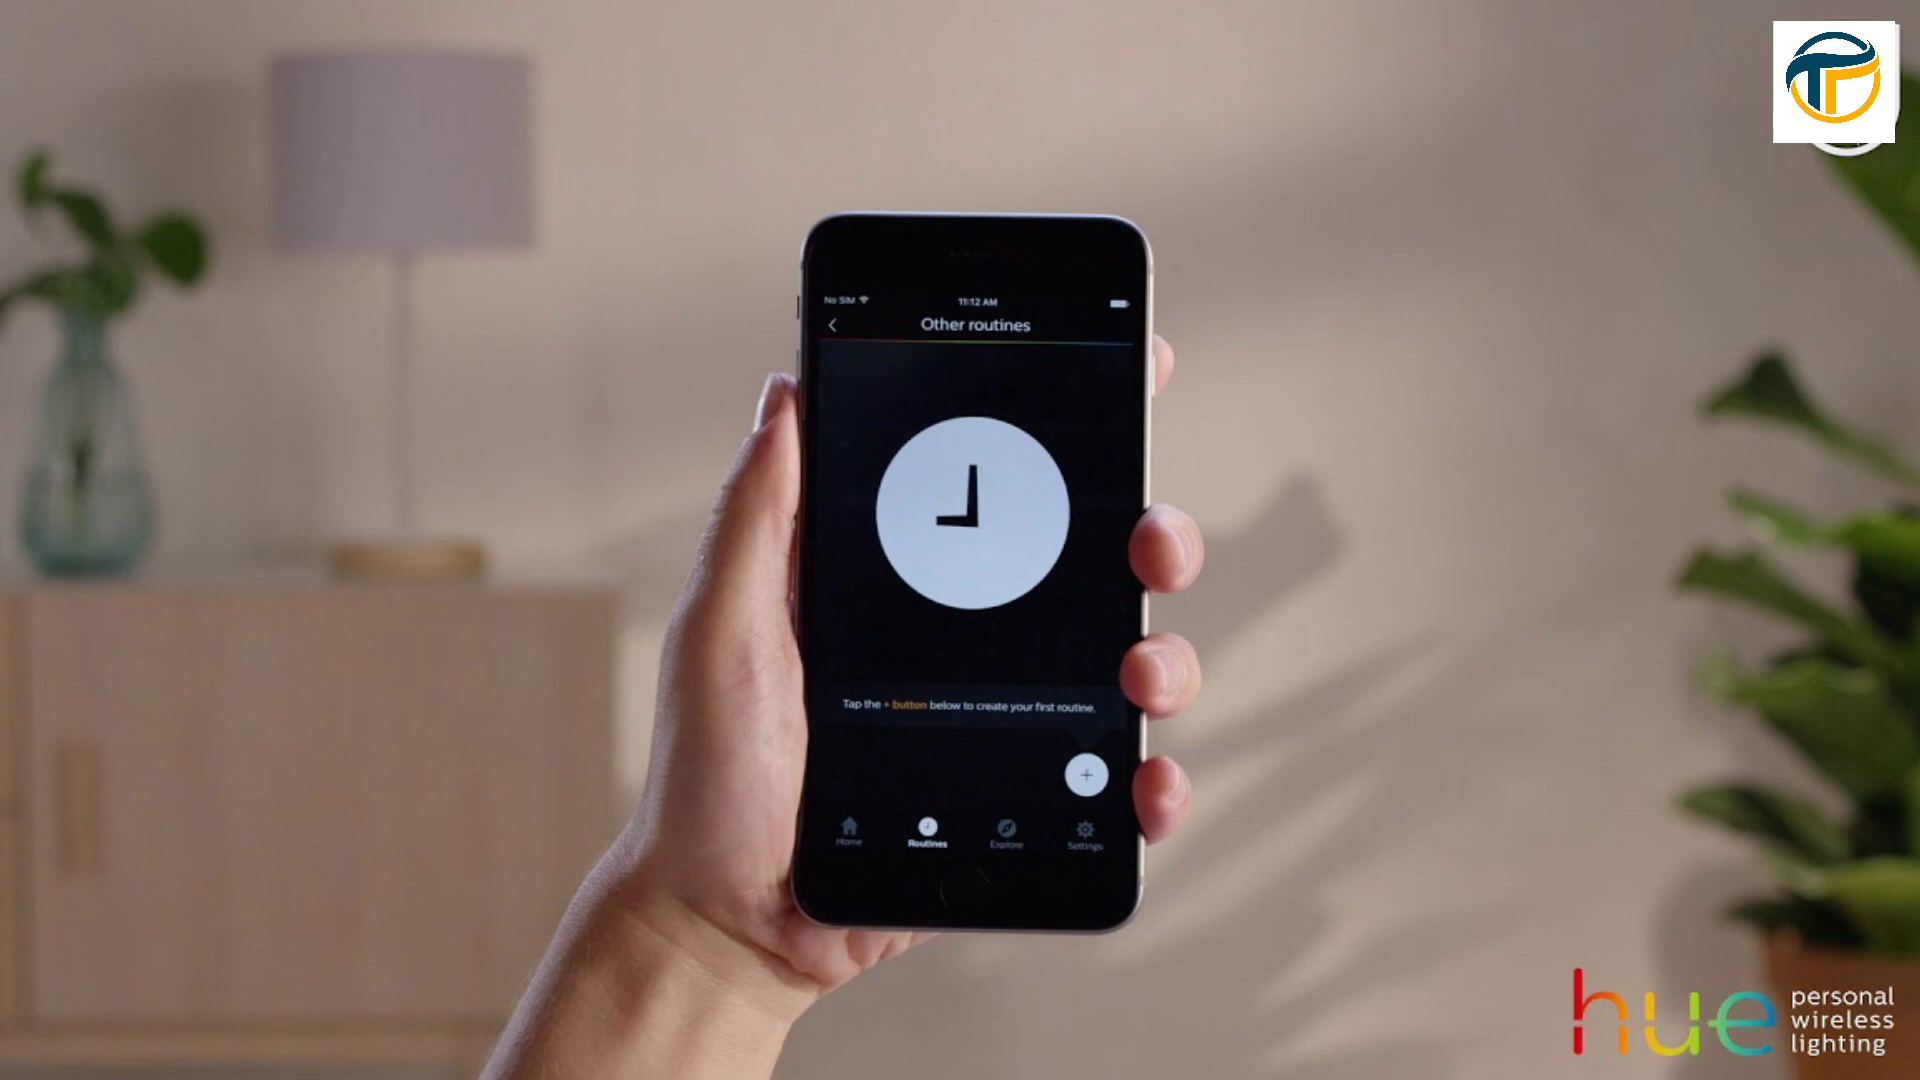 No SIM
11:12 AM
Other routines
Tap the + button below to create your first routine.
Home
Routines
Explore
Settings
hue
personal
wireless
lighting